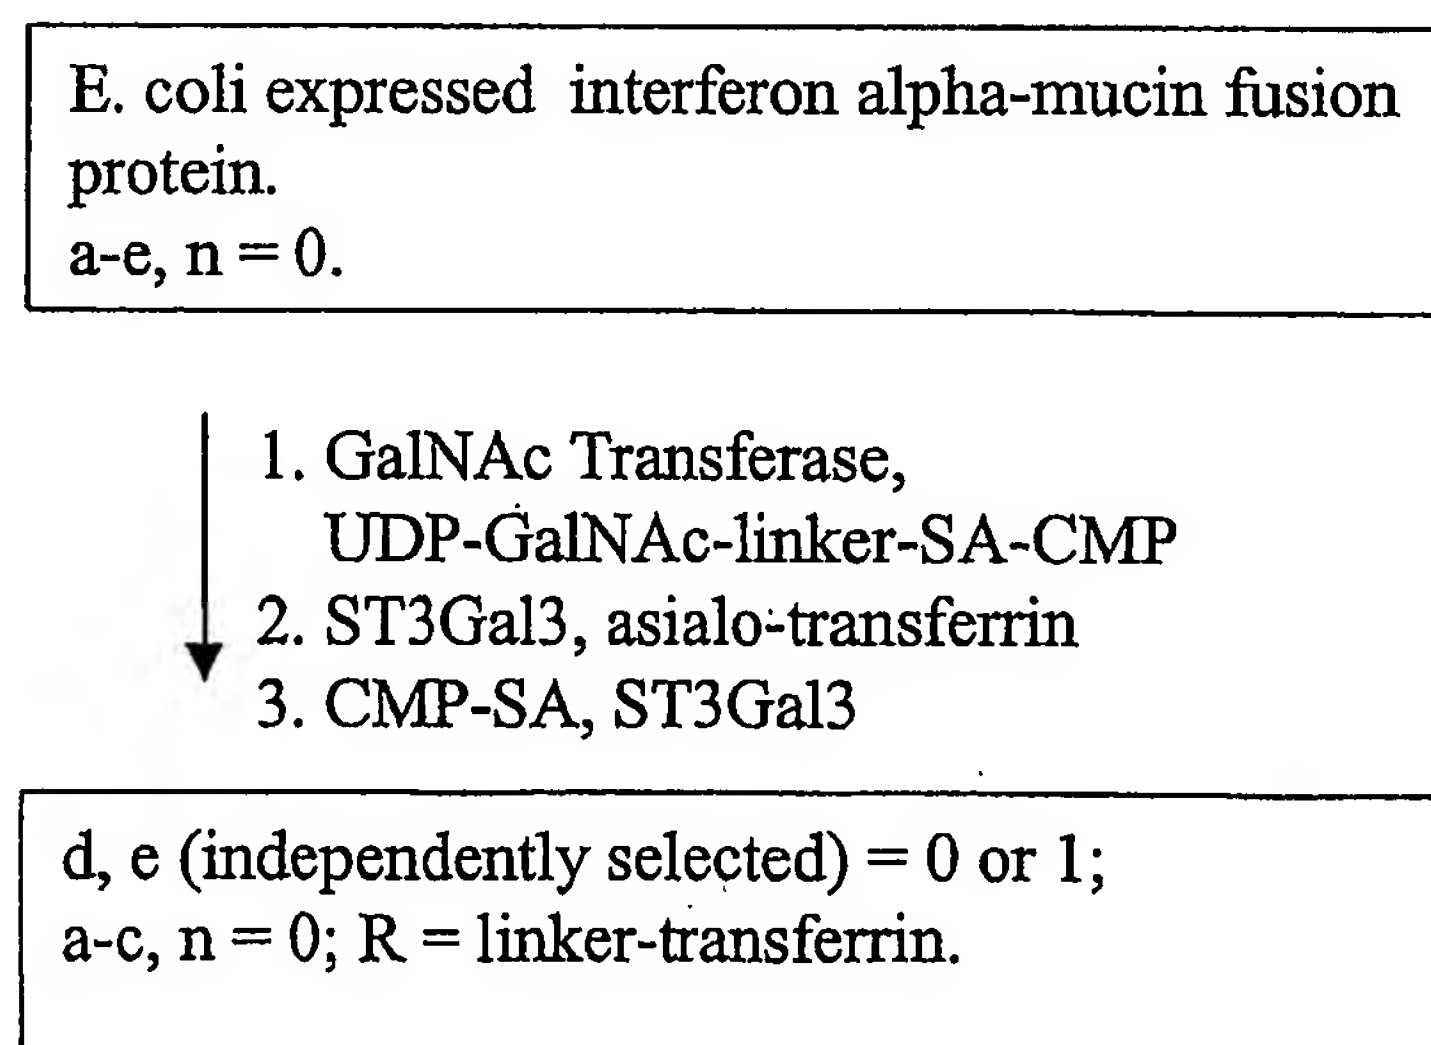 E. coli expressed interferon alpha-mucin fusion
protein.
a-e, n = 0.
1. GalNAc Transferase,
UDP-GalNAc-linker-SA-CMP
2. ST3Gal3, asialo-transferrin
3. CMP-SA, ST3Gal3
d, e (independently selected) = 0 or 1;
a-c, n = 0; R = linker-transferrin.